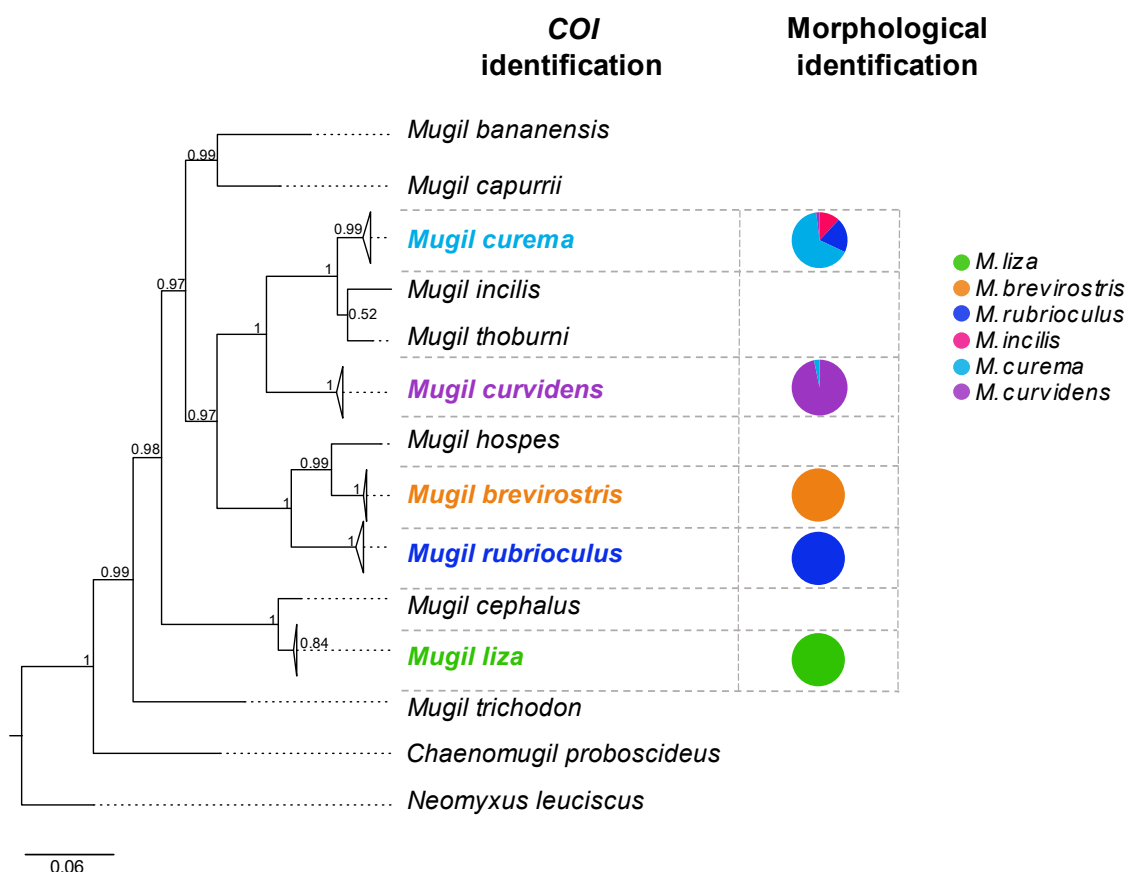 COI
identification
Morphological
identification
Mugil bananensis
0.99
Mugil capurrii
0.99
Mugil curema
M. liza
1
0.97
Mugil incilis
M. brevirostris
0.52
M. rubrioculus
1
Mugil thoburni
M. incilis
M. curema
1
Mugil curvidens
M. curvidens
0.97
Mugil hospes
0.98
0.99
1
Mugil brevirostris
1
1
Mugil rubrioculus
0.99
Mugil cephalus
1
0.84
Mugil liza
1
Mugil trichodon
Chaenomugil proboscideus
Neomyxus leuciscus
0.06